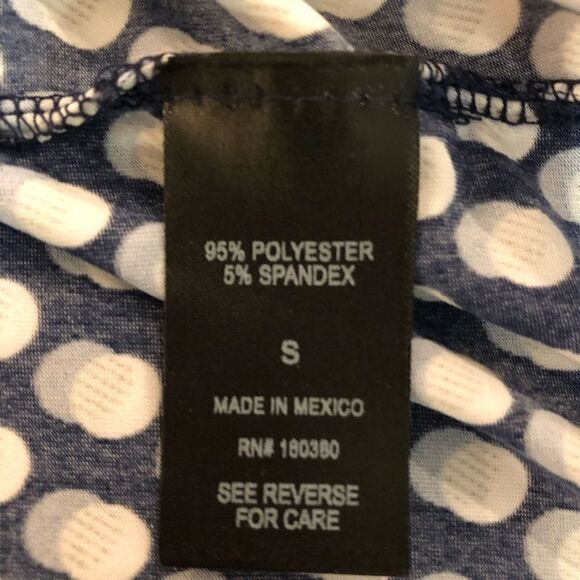 95% POLYESTER
5% SPANDEX
S
MADE IN MEXICO
RN# 160360
SEE REVERSE
FOR CARE